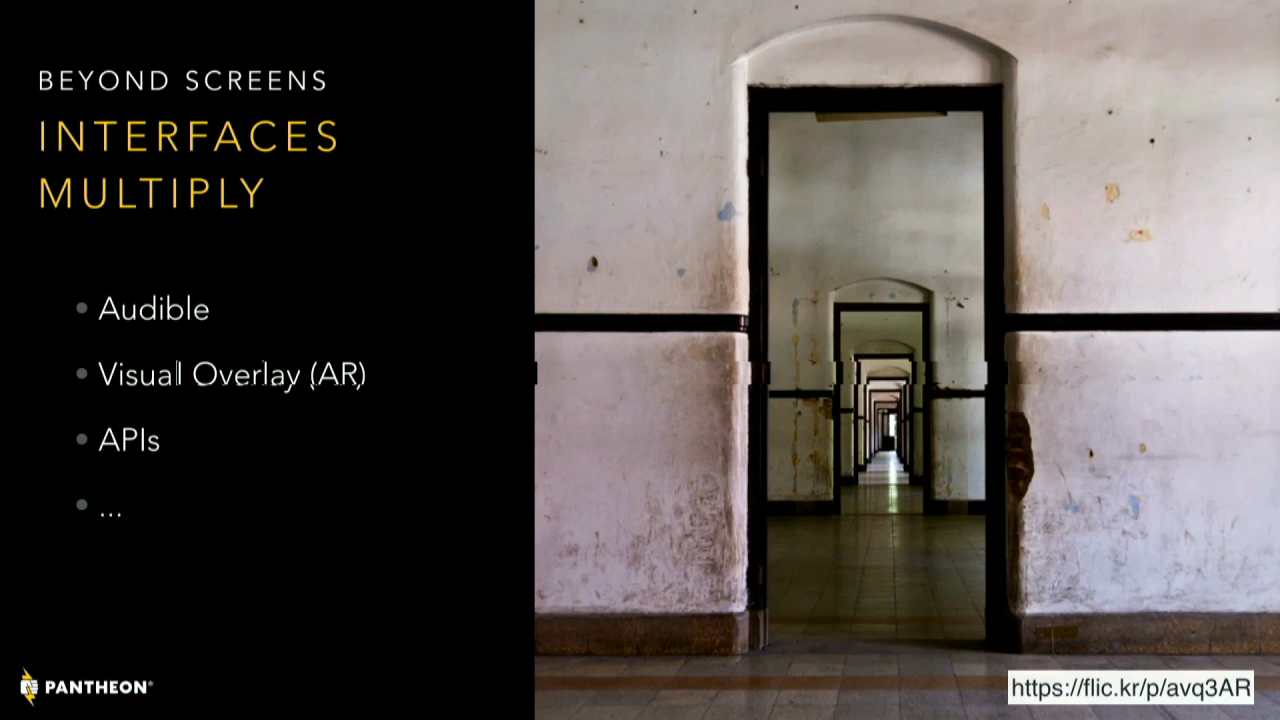 BEYOND SCREENS
INTERFACES
MULTIPLY
• Audible
• Visual Overlay (AR)
• APIs
• ...
PANTHEON®
https://flic.kr/p/avq3AR